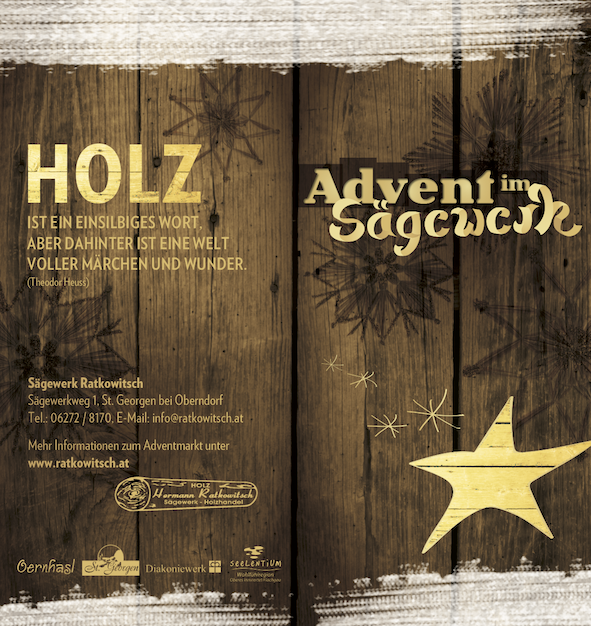 HOLZ
IST EIN EINSILBIGES WORT.
ABER DAHINTER IST EINE WELT
VOLLER MÄRCHEN UND WUNDER.
(Theodor Heuss)
Sägewerk Ratkowitsch
Sägewerkweg 1, St. Georgen bei Oberndorf
Tel.: 06272 / 8170, E-Mail: info@ratkowitsch.at
Mehr Informationen zum Adventmarkt unter
www.ratkowitsch.at
HOLZ
Hermann Ratkowitsch
Sägewerk - Holzhandel
Oernhasl
St. Georgen
Diakoniewerk
SEELENTIUM
Wohlfühlregion
Advent im
Sägewerk